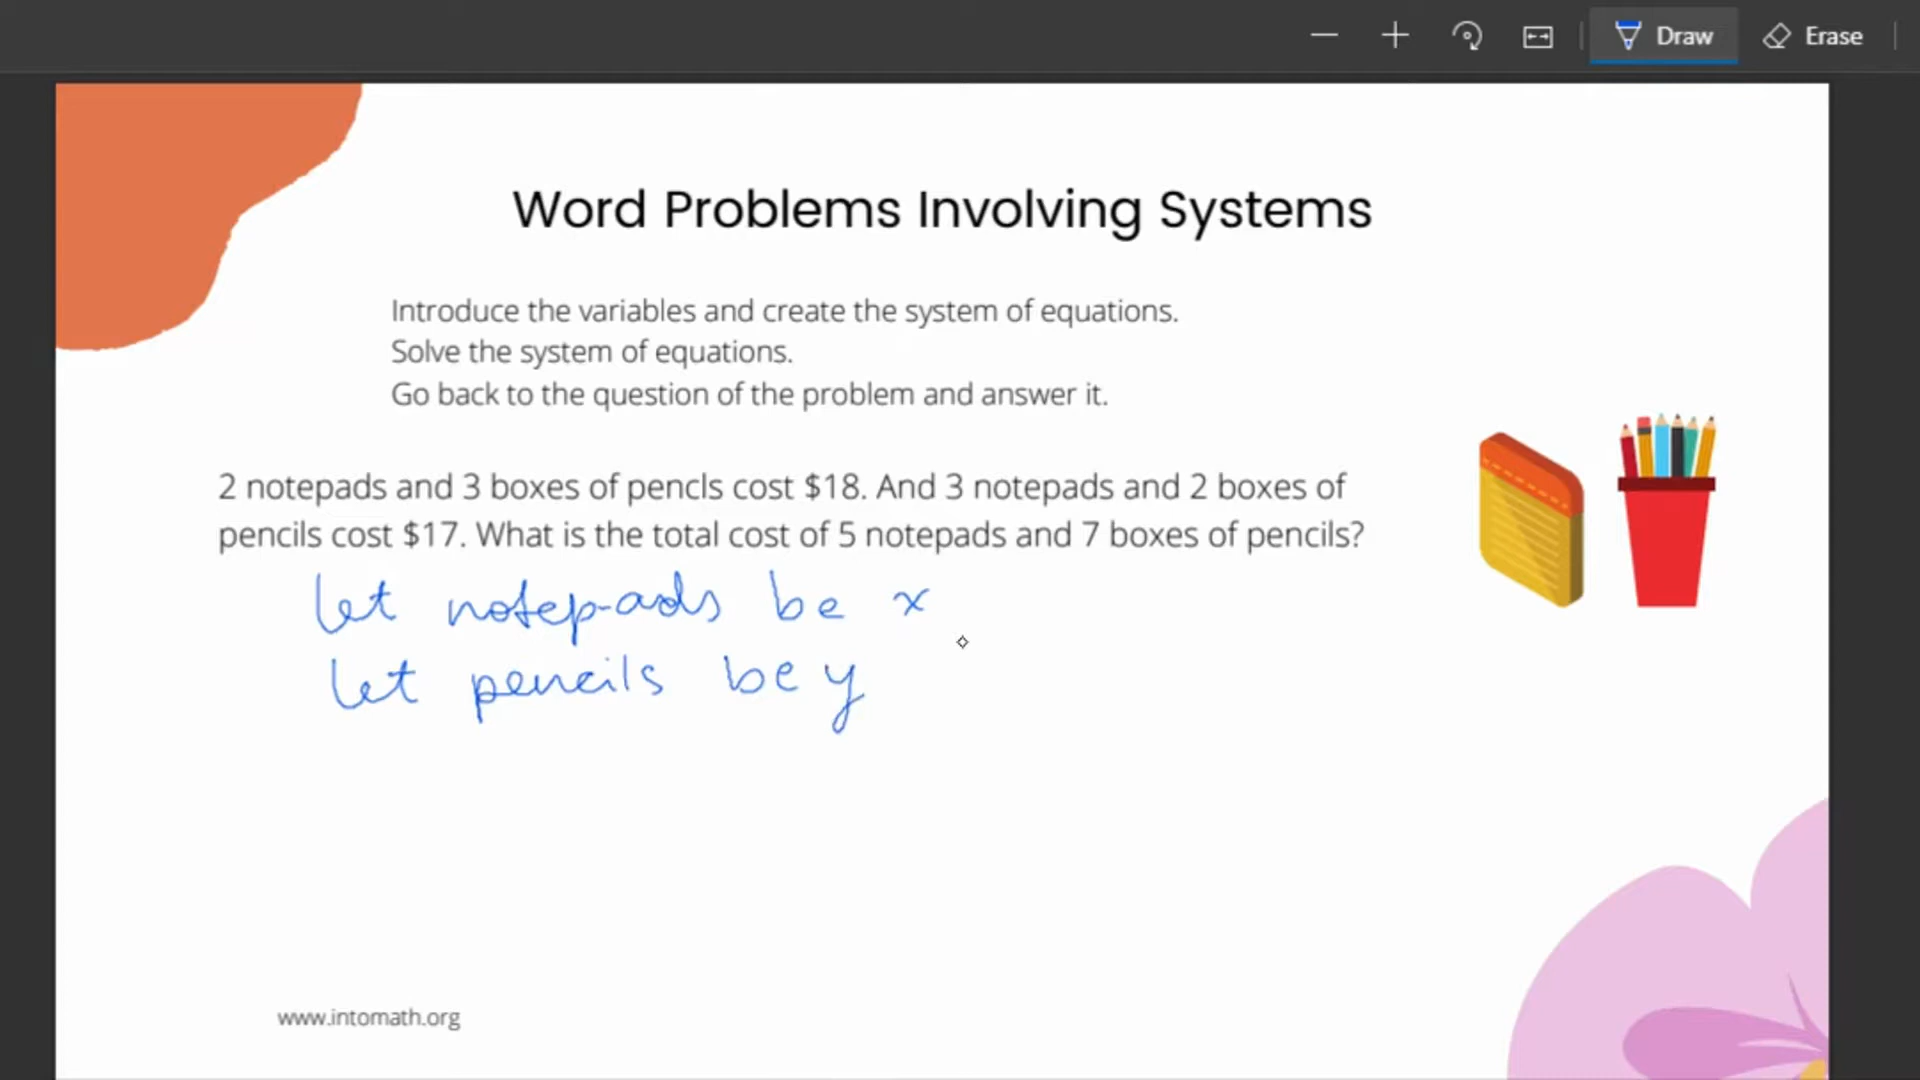 Draw
Erase
Word Problems Involving Systems
Introduce the variables and create the system of equations.
Solve the system of equations.
Go back to the question of the problem and answer it.
2 notepads and 3 boxes of pencls cost $18. And 3 notepads and 2 boxes of
pencils cost $17. What is the total cost of 5 notepads and 7 boxes of pencils?
let notepads be x
let pencils be y
www.intomath.org